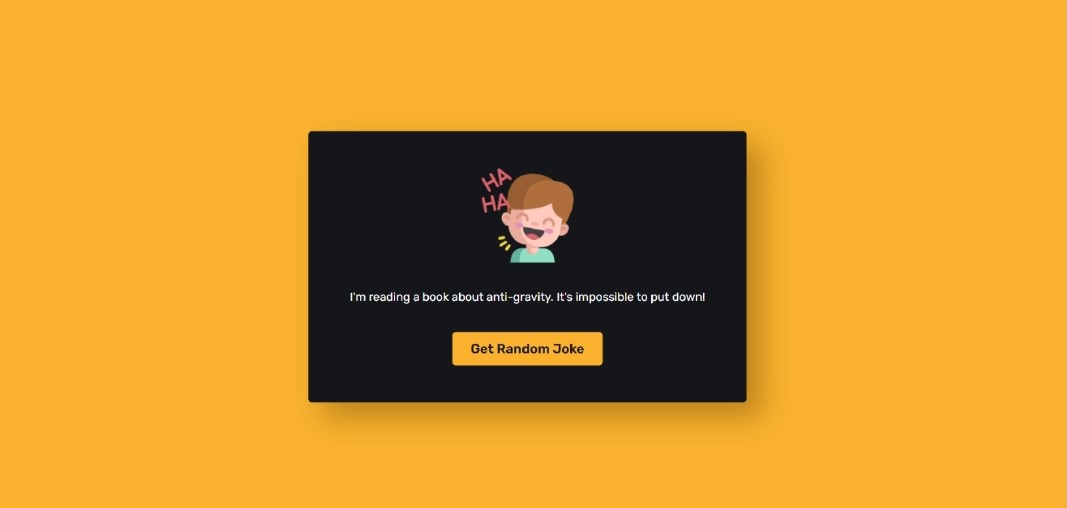 HA
HA
I'm reading a book about anti-gravity. It's impossible to put down!
Get Random Joke